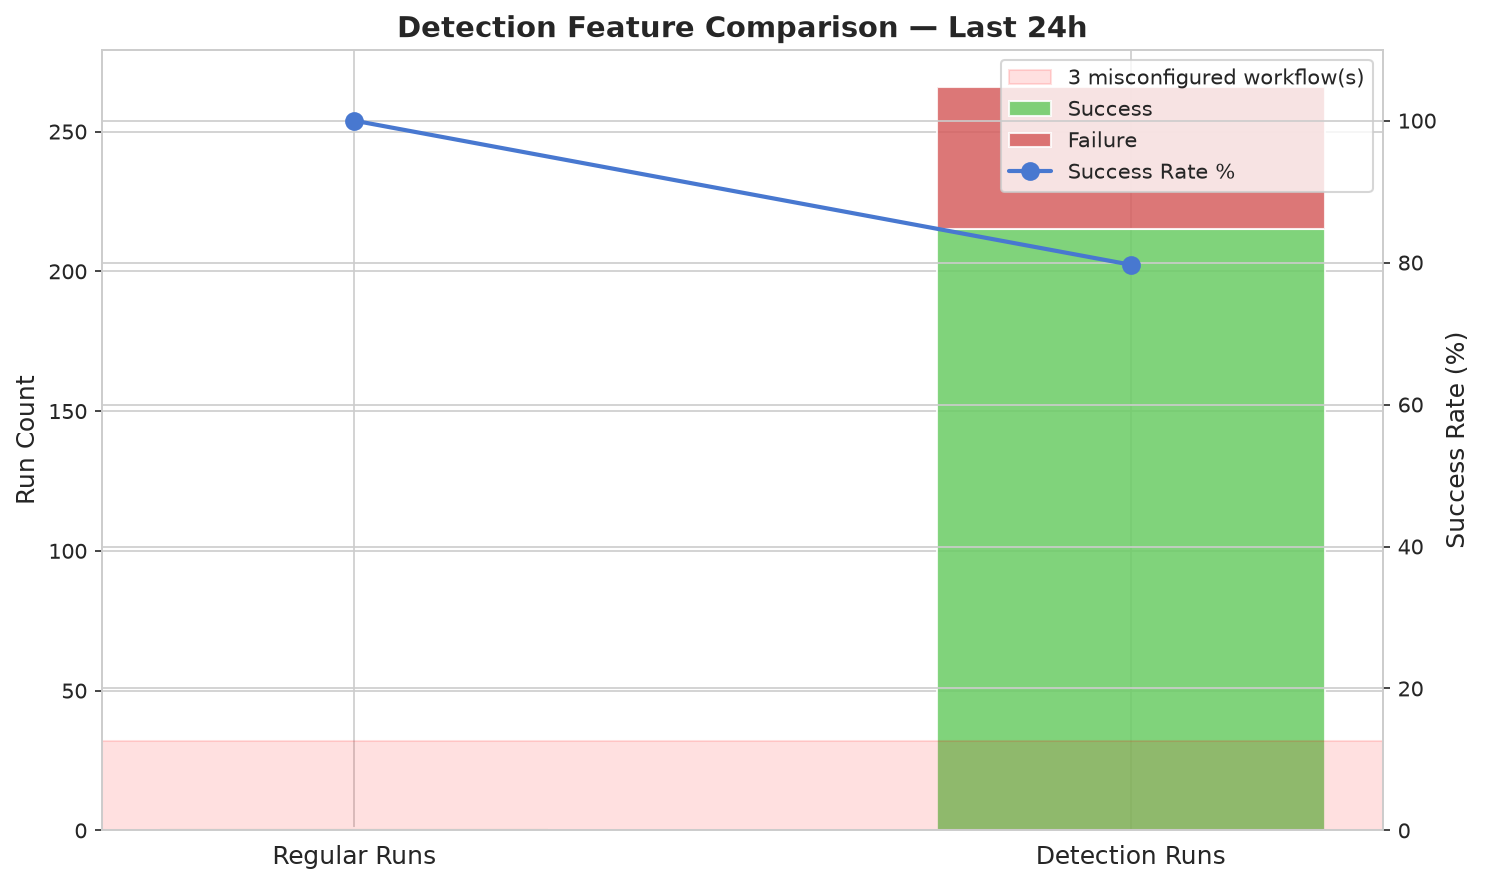 Detection Feature Comparison — Last 24h
3 misconfigured workflow(s)
Success
Failure
Success Rate %
Run Count
250
200
150
100
50
0
Success Rate (%)
100
80
60
40
20
0
Regular Runs
Detection Runs